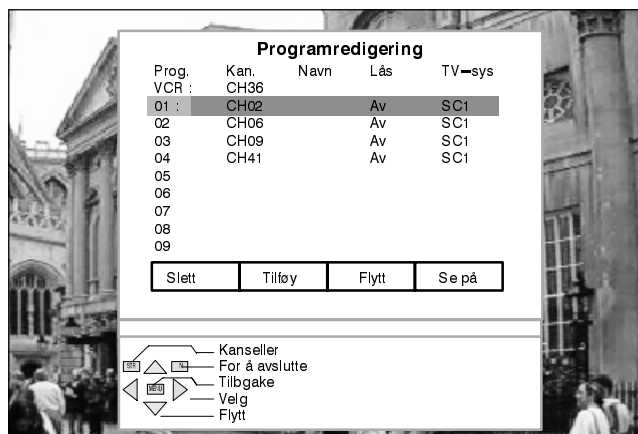 Programredigering
Prog. Kan. Navn Lås TV-sys
VCR : CH36
01 : CH02 Av SC1
02 CH06 Av SC1
03 CH09 Av SC1
04 CH41 Av SC1
05
06
07
08
09
Slett Tilføy Flytt Se på
Kanseller
STR N For å avslutte
MENU Tilbgake
Velg
Flytt